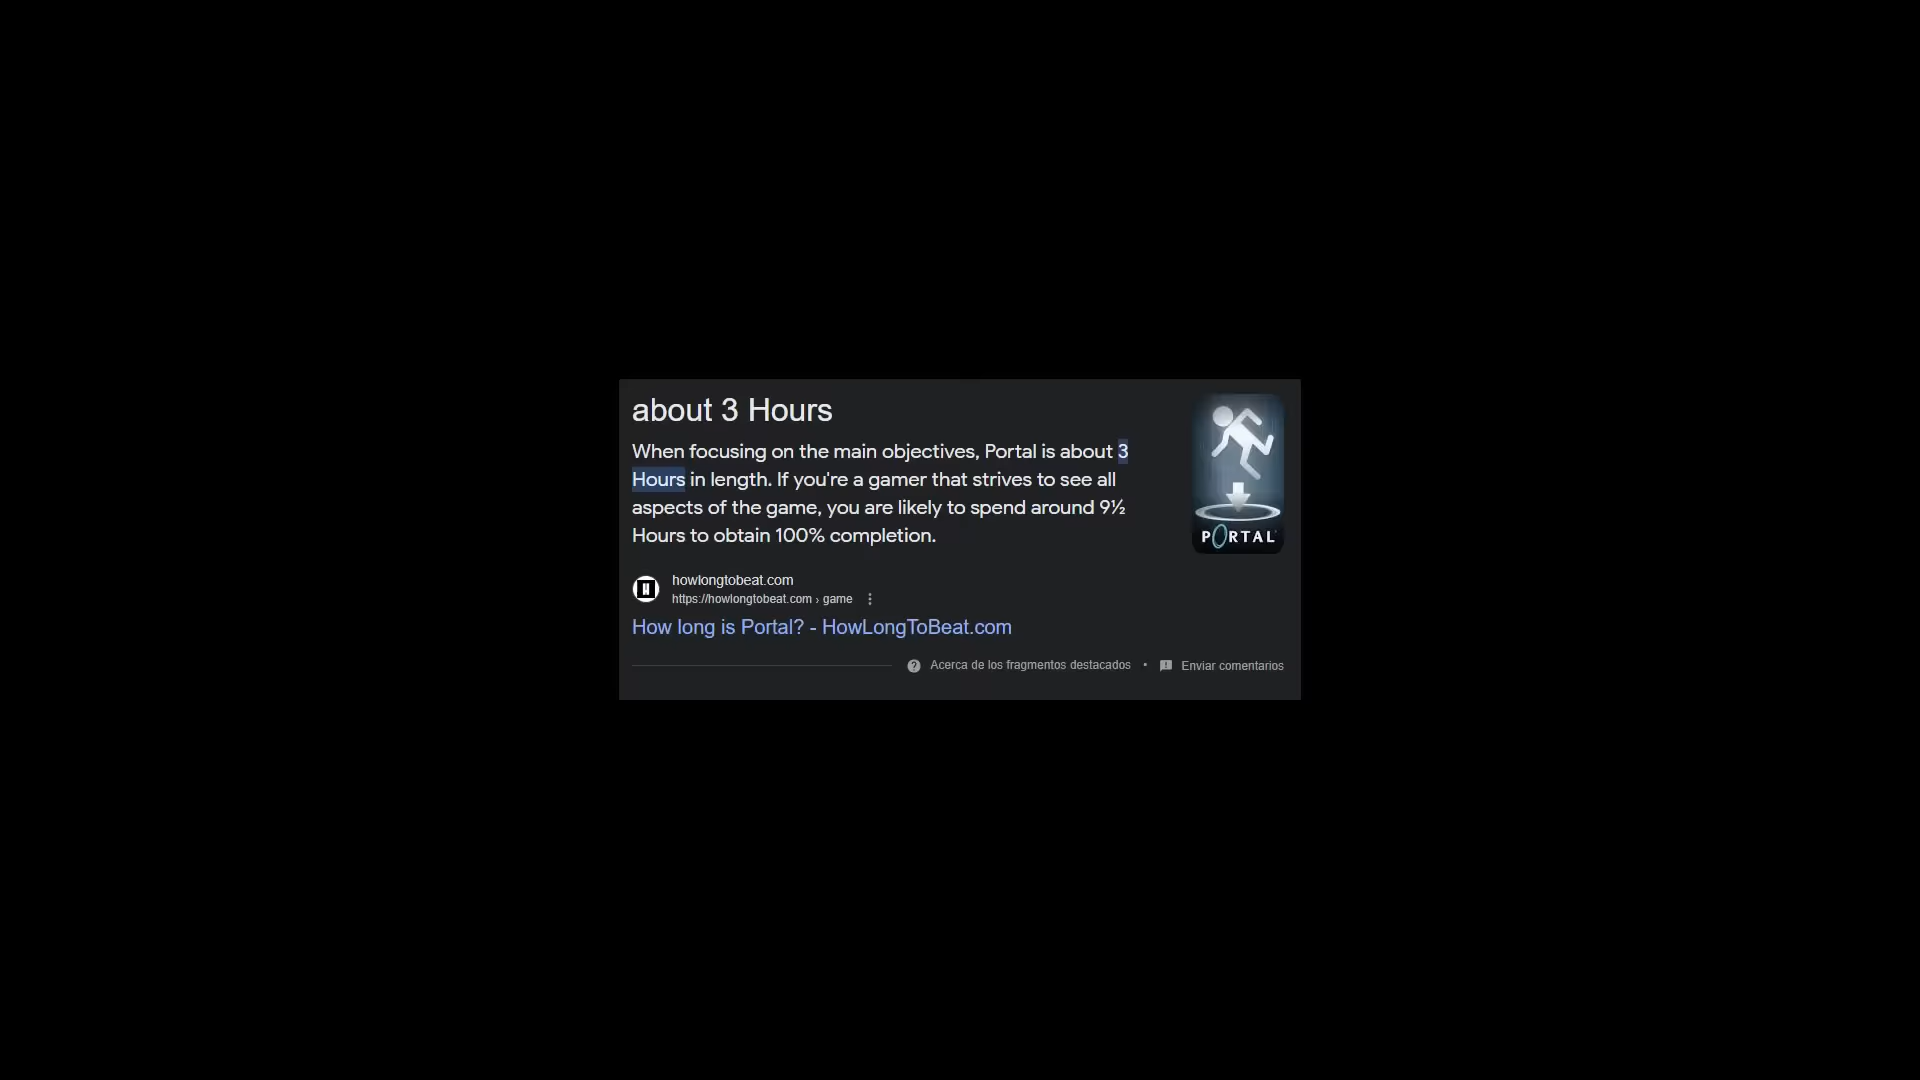 about 3 Hours
When focusing on the main objectives, Portal is about 3
Hours in length. If you're a gamer that strives to see all
aspects of the game, you are likely to spend around 9½
Hours to obtain 100% completion.
PORTAL
howlongtobeat.com
https://howlongtobeat.com › game
How long is Portal? - HowLongToBeat.com
Acerca de los fragmentos destacados • Enviar comentarios